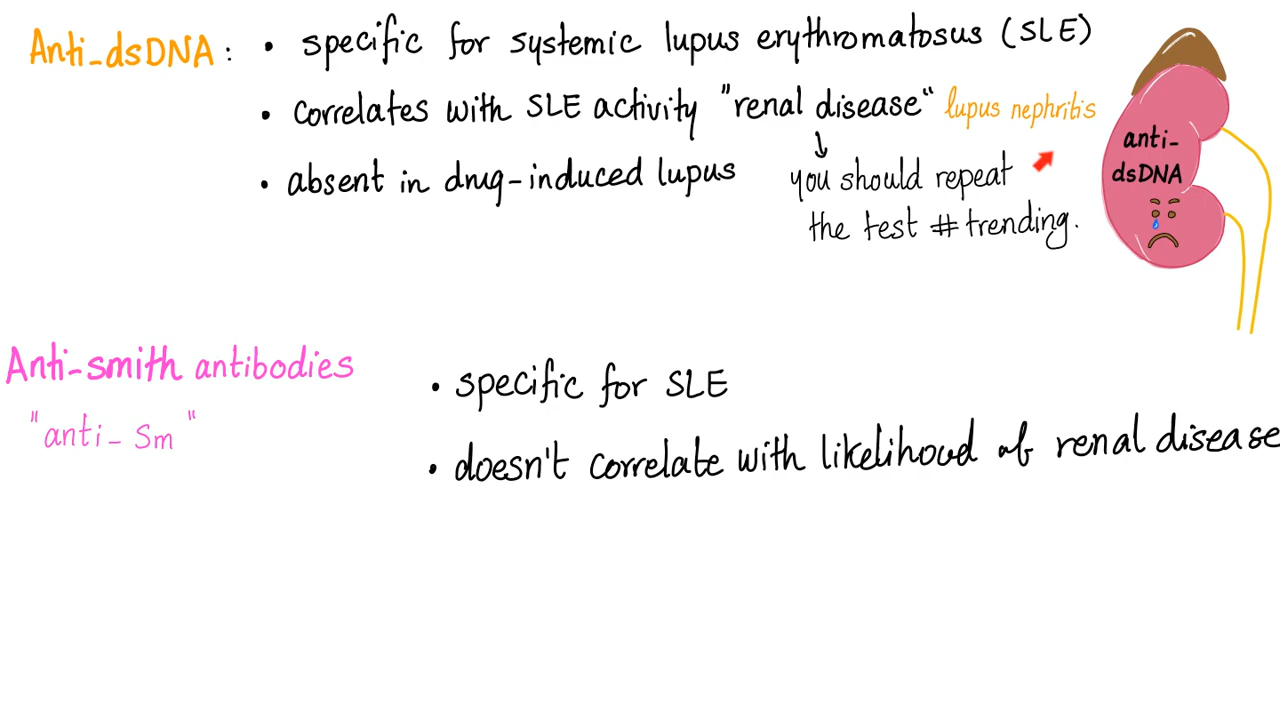 Anti_dsDNA : • specific for systemic lupus erythromatosus (SLE)
• correlates with SLE activity "renal disease" lupus nephritis
• absent in drug-induced lupus
you should repeat
the test # trending.
anti-
dsDNA
Anti-smith antibodies
"anti- Sm"
• specific for SLE
• doesn't correlate with likelihood of renal disease